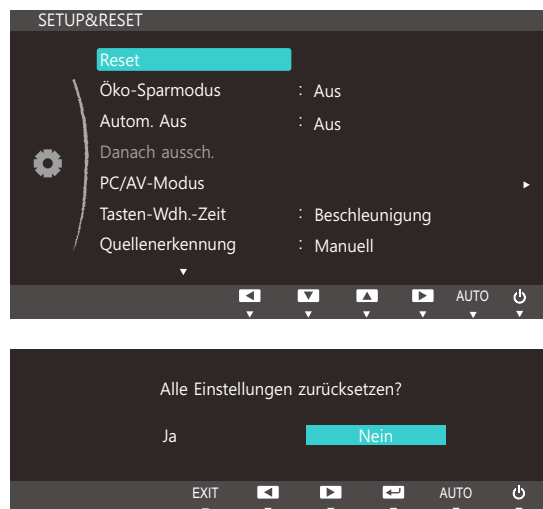 SETUP&RESET
Reset
Öko-Sparmodus : Aus
Autom. Aus : Aus
Danach aussch.
PC/AV-Modus
Tasten-Wdh.-Zeit : Beschleunigung
Quellenerkennung : Manuell
AUTO
Alle Einstellungen zurücksetzen?
Ja Nein
EXIT AUTO